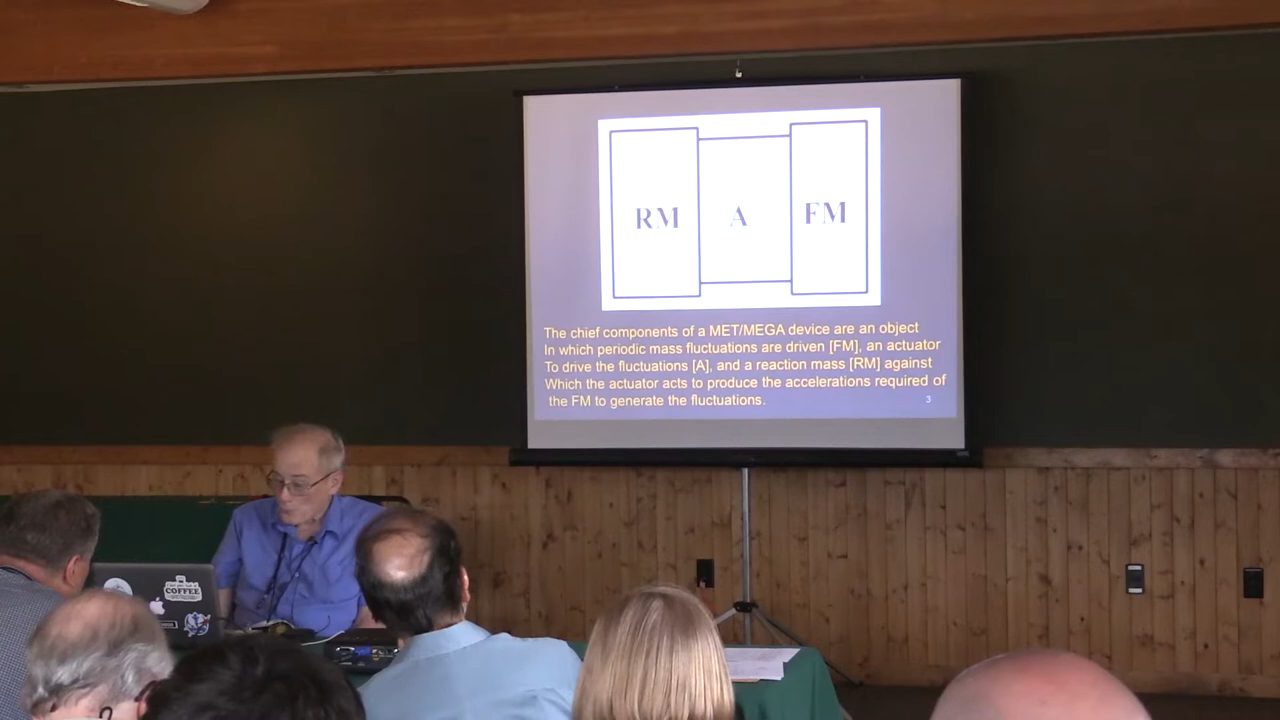 RM A FM
The chief components of a MET/MEGA device are an object
In which periodic mass fluctuations are driven [FM], an actuator
To drive the fluctuations [A], and a reaction mass [RM] against
Which the actuator acts to produce the accelerations required of
the FM to generate the fluctuations.
3
COFFEE